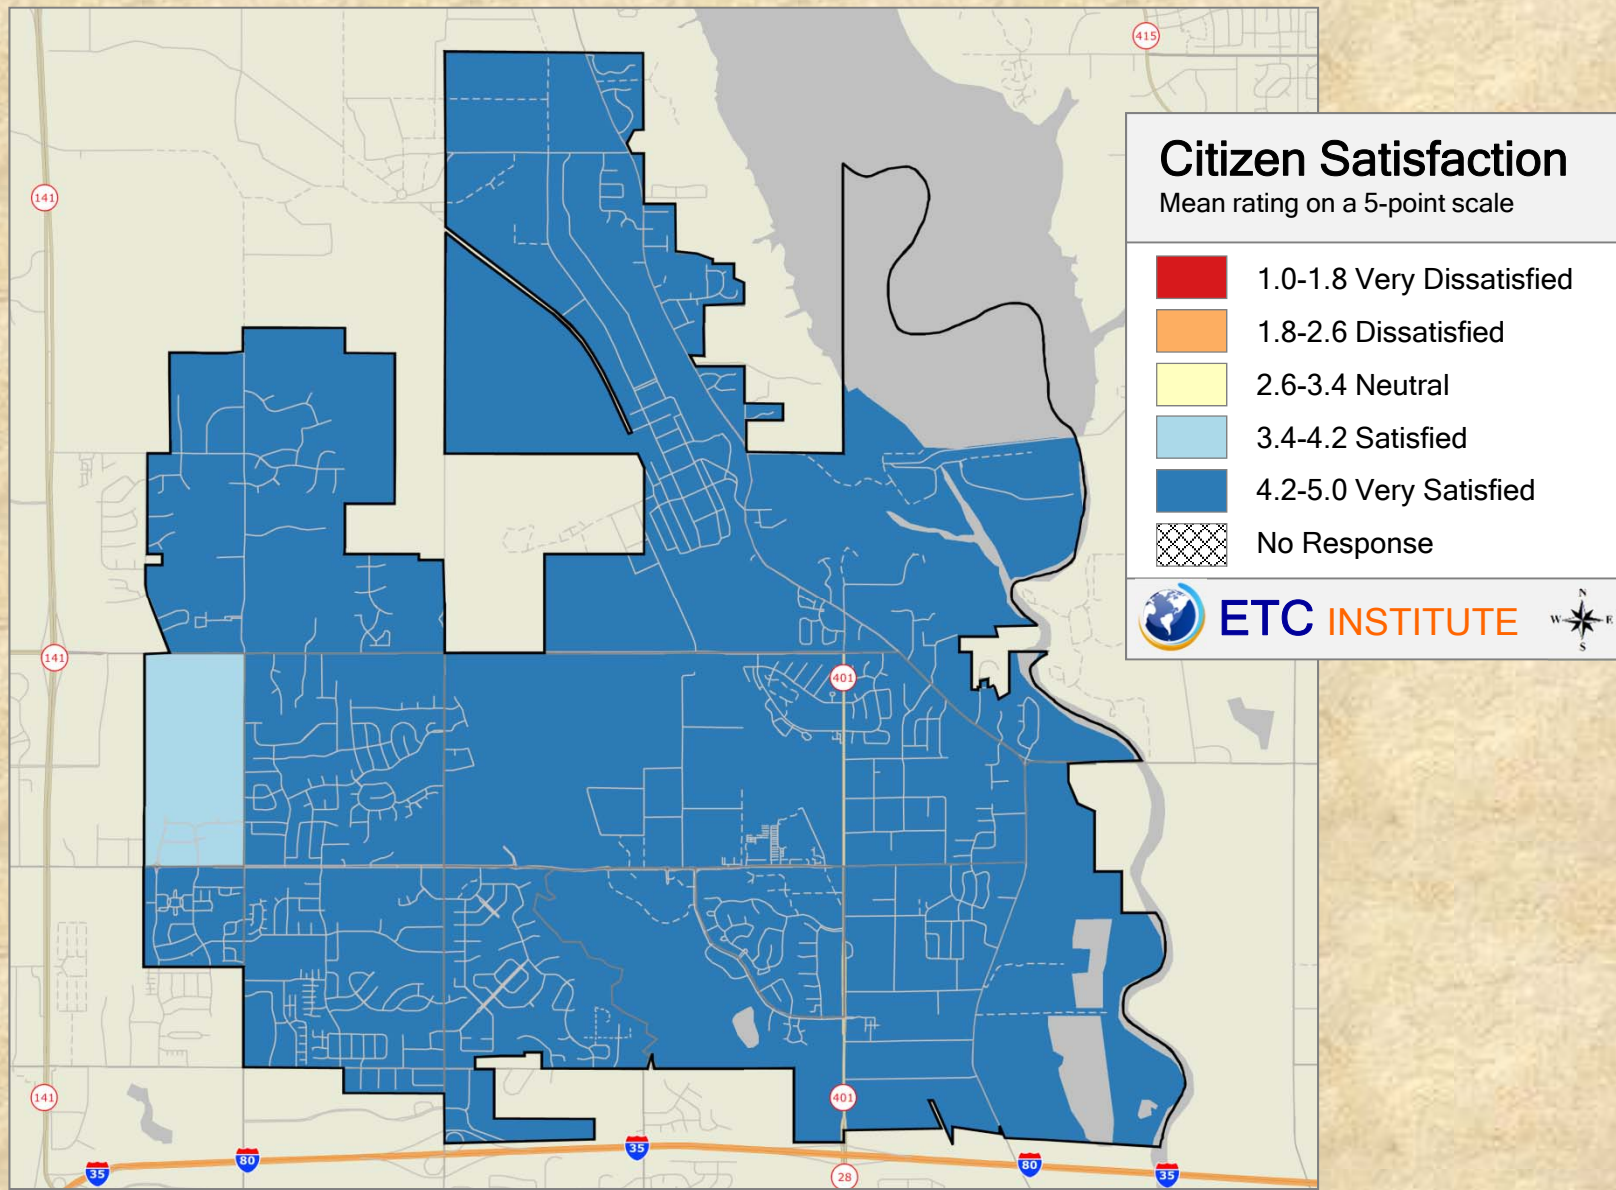 415
141
Citizen Satisfaction
Mean rating on a 5-point scale
1.0-1.8 Very Dissatisfied
1.8-2.6 Dissatisfied
2.6-3.4 Neutral
3.4-4.2 Satisfied
4.2-5.0 Very Satisfied
No Response
ETC INSTITUTE
N
W E
S
141
401
141
401
35
80
35
80
35
28